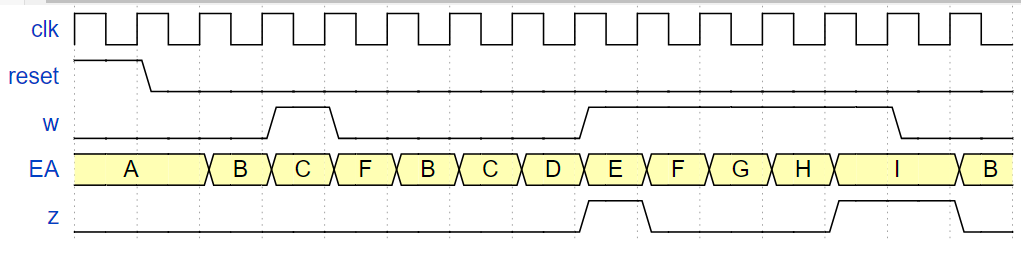 clk
reset
w
EA A B C F B C D E F G H I B
z